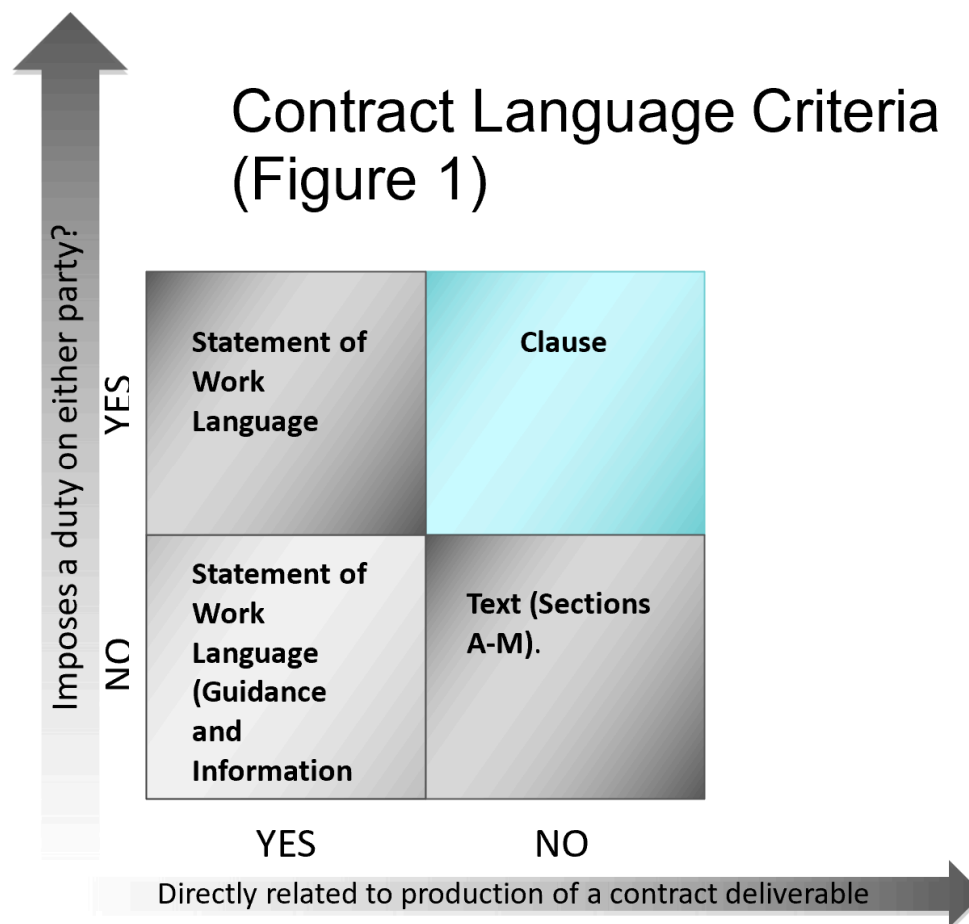 Contract Language Criteria
(Figure 1)
Imposes a duty on either party?
YES
NO
Statement of
Work
Language
Clause
Statement of
Work
Language
(Guidance
and
Information
Text (Sections
A-M).
YES
NO
Directly related to production of a contract deliverable